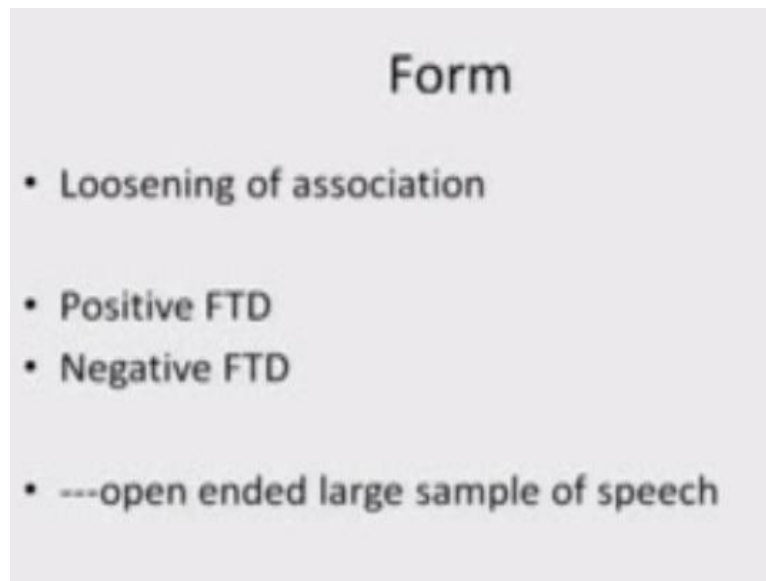 Form
• Loosening of association
• Positive FTD
• Negative FTD
• ---open ended large sample of speech